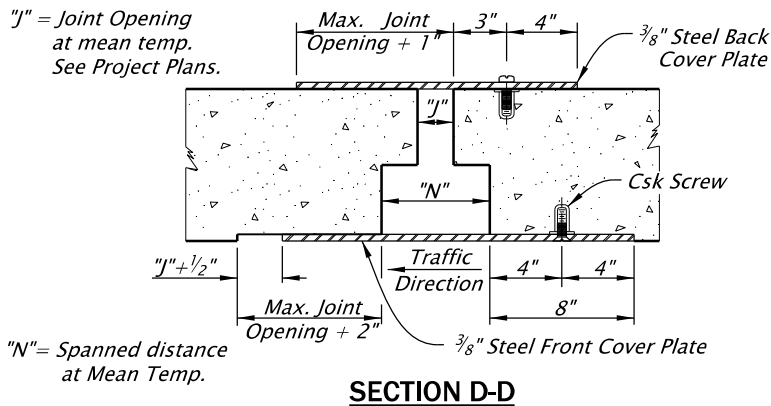 "J" = Joint Opening
at mean temp.
See Project Plans.
Max. Joint
Opening + 1"
3"
4"
⅜" Steel Back
Cover Plate
"J"
"N"
Csk Screw
"J"+½"
Traffic
Direction
4"
4"
Max. Joint
Opening + 2"
8"
"N"= Spanned distance
at Mean Temp.
⅜" Steel Front Cover Plate
SECTION D-D